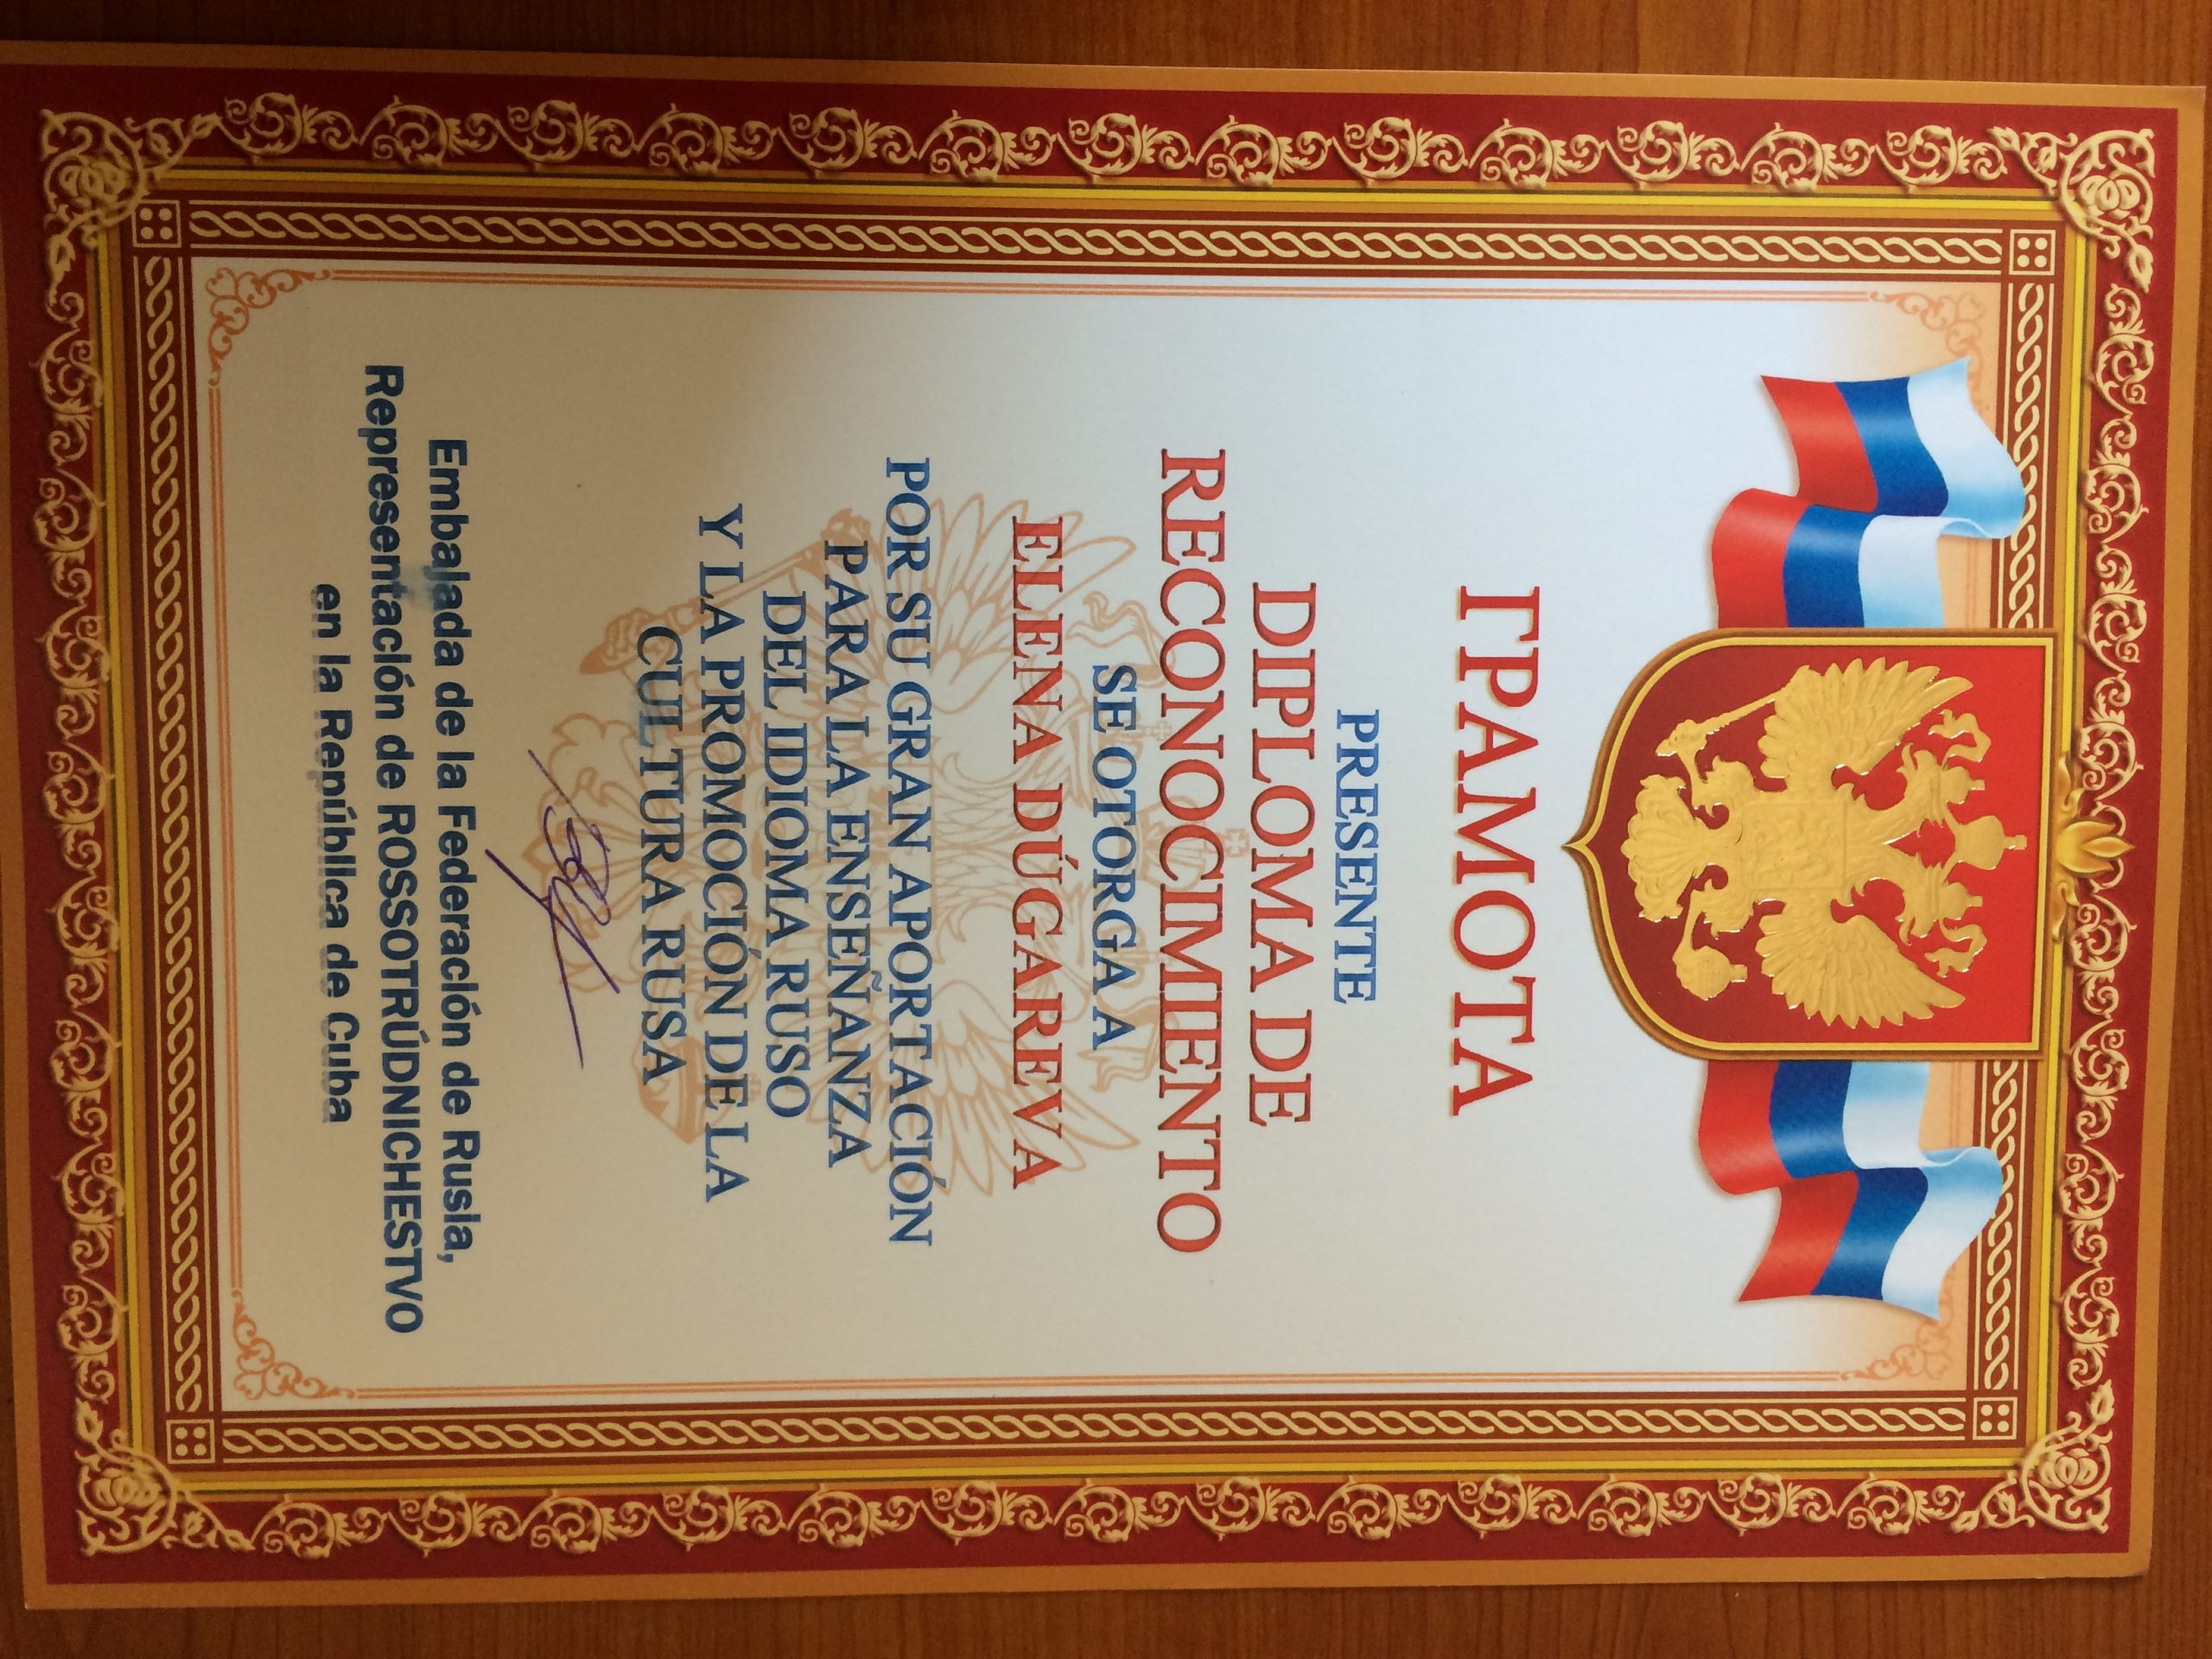 ГРАМОТА
PRESENTE
DIPLOMA DE
RECONOCIMIENTO
SE OTORGA A
ELENA DÚGAREVA
POR SU GRAN APORTACIÓN
PARA LA ENSEÑANZA
DEL IDIOMA RUSO
Y LA PROMOCIÓN DE LA
CULTURA RUSA
Embajada de la Federación de Rusia,
Representación de ROSSOTRÚDNICHESTVO
en la República de Cuba